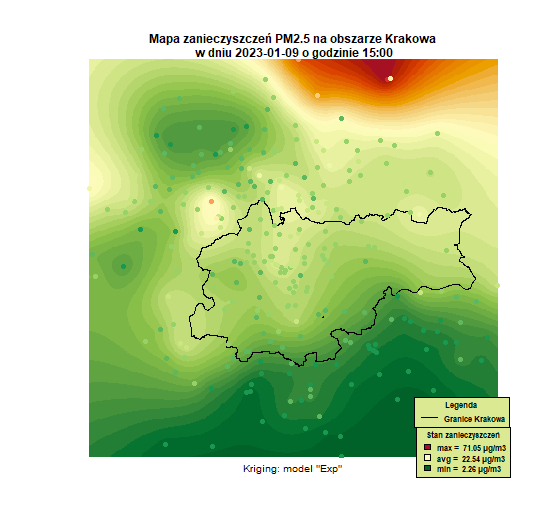 Mapa zanieczyszczeń PM2.5 na obszarze Krakowa
w dniu 2023-01-09 o godzinie 15:00
Legenda
Granice Krakowa
Stan zanieczyszczeń
max = 71.05 µg/m3
avg = 22.54 µg/m3
min = 2.26 µg/m3
Kriging: model "Exp"